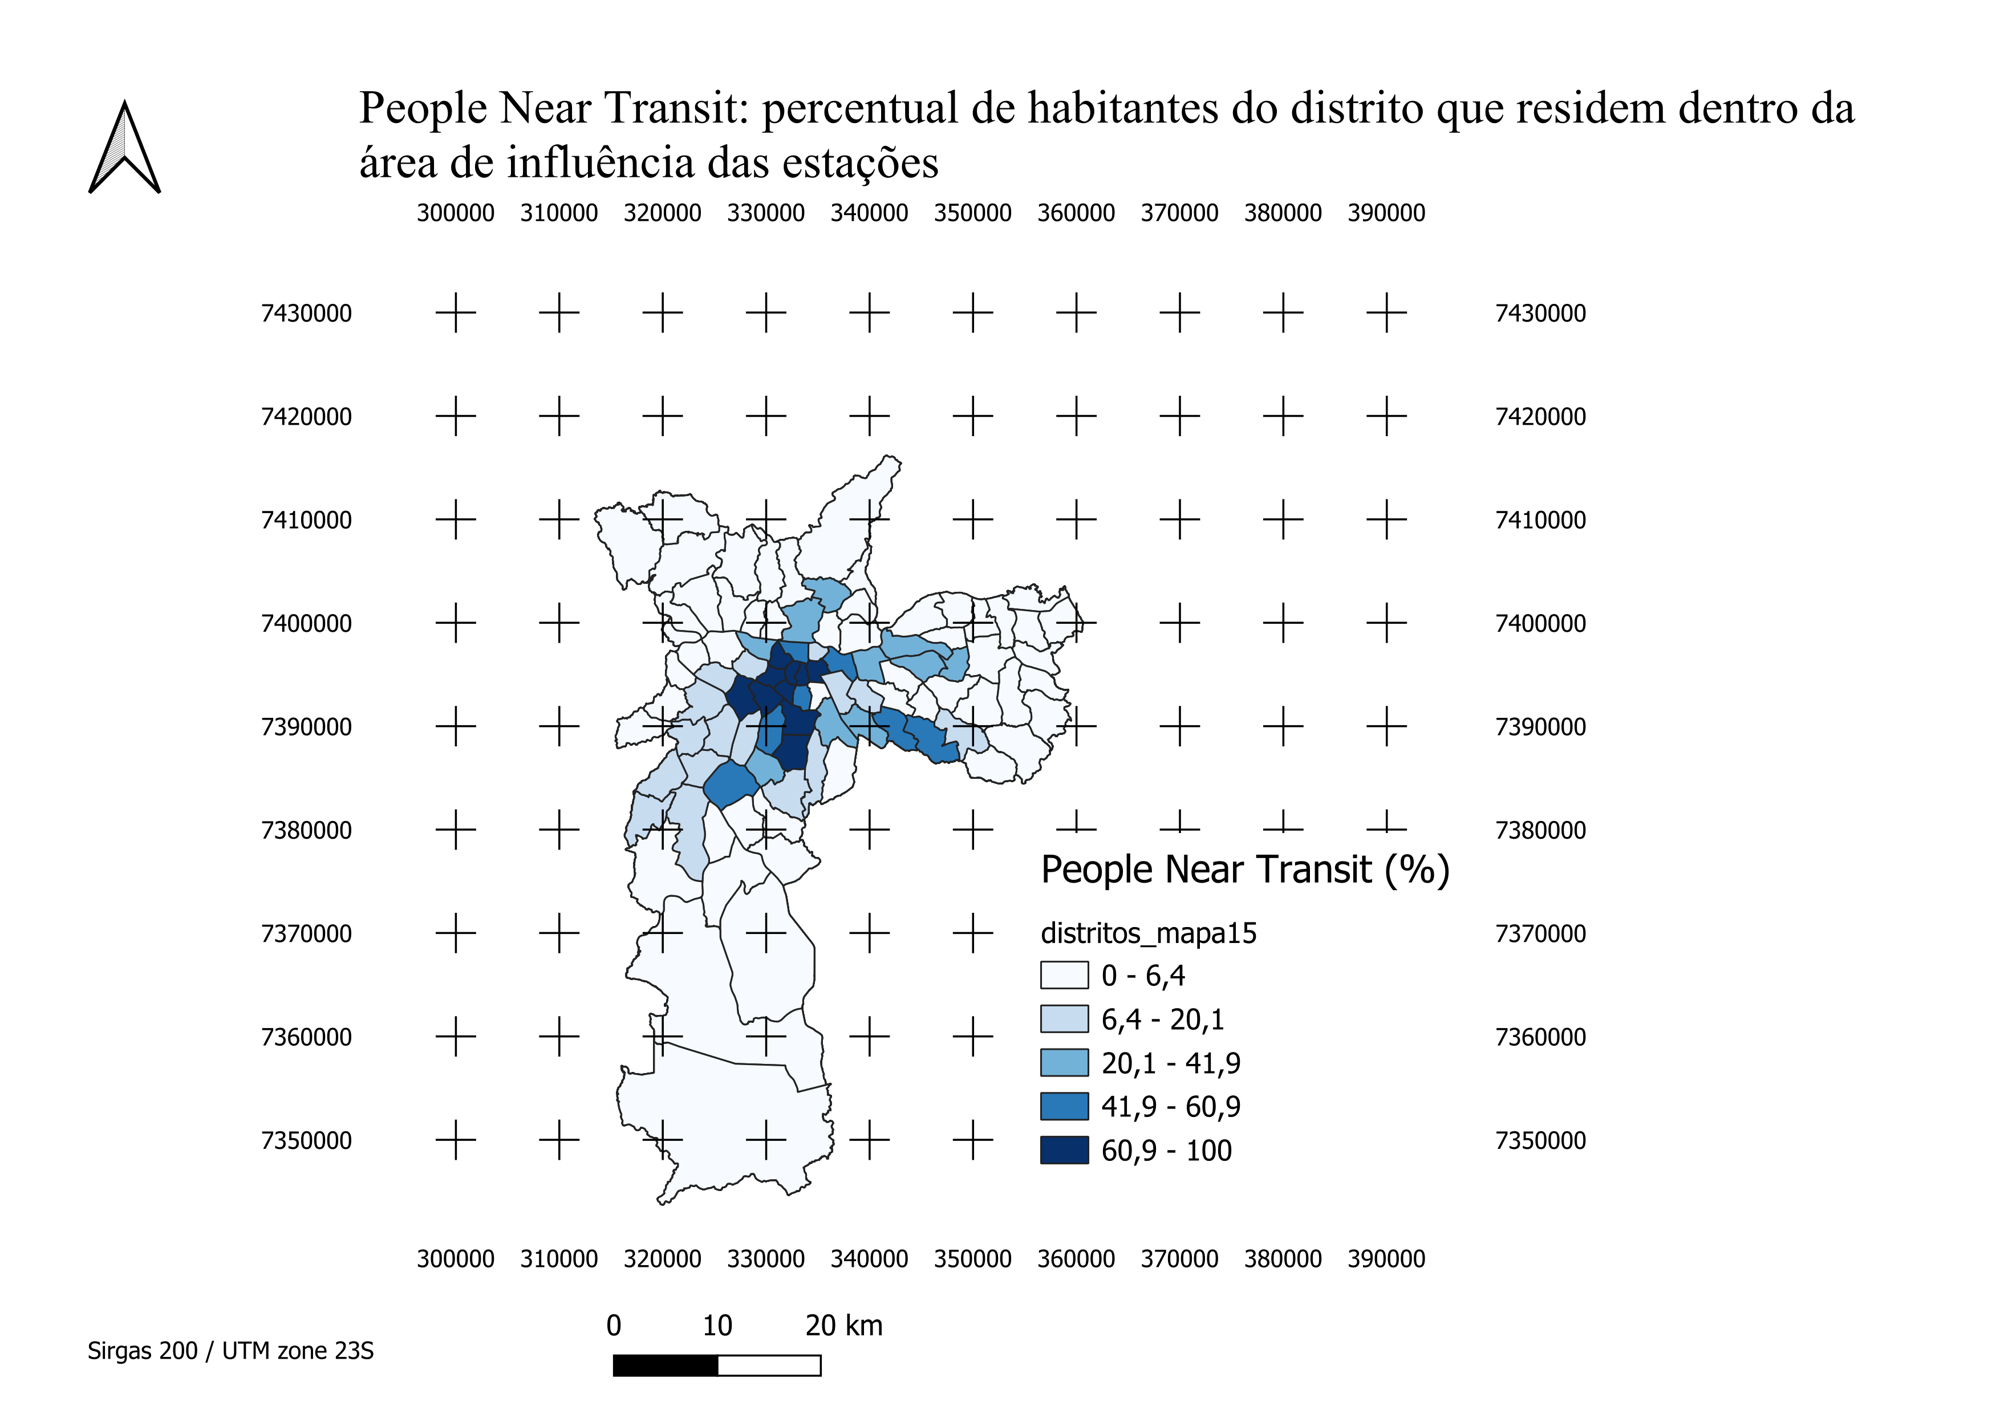 People Near Transit: percentual de habitantes do distrito que residem dentro da
área de influência das estações
300000 310000 320000 330000 340000 350000 360000 370000 380000 390000
7430000 7430000
7420000 7420000
7410000 7410000
7400000 7400000
7390000 7390000
7380000 7380000
People Near Transit (%)
7370000 distritos_mapa15 7370000
0 - 6,4
6,4 - 20,1
7360000 7360000
20,1 - 41,9
41,9 - 60,9
7350000 7350000
60,9 - 100
300000 310000 320000 330000 340000 350000 360000 370000 380000 390000
0 10 20 km
Sirgas 200 / UTM zone 23S